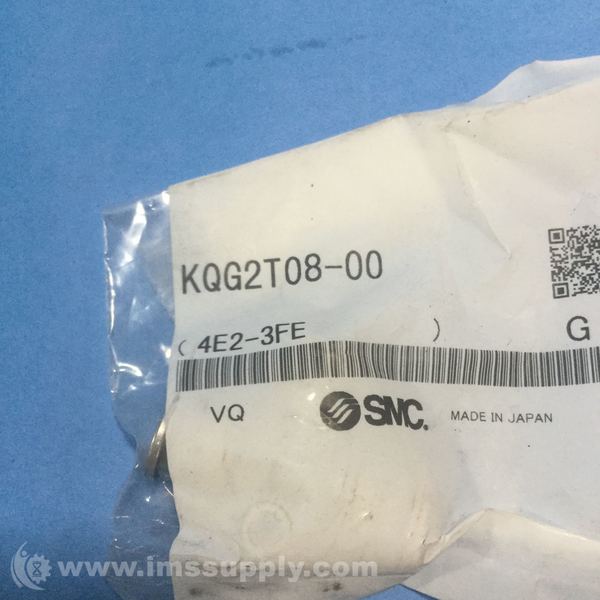 KQG2T08-00
( 4E2-3FE ) G
VQ SMC. MADE IN JAPAN
www.imssupply.com